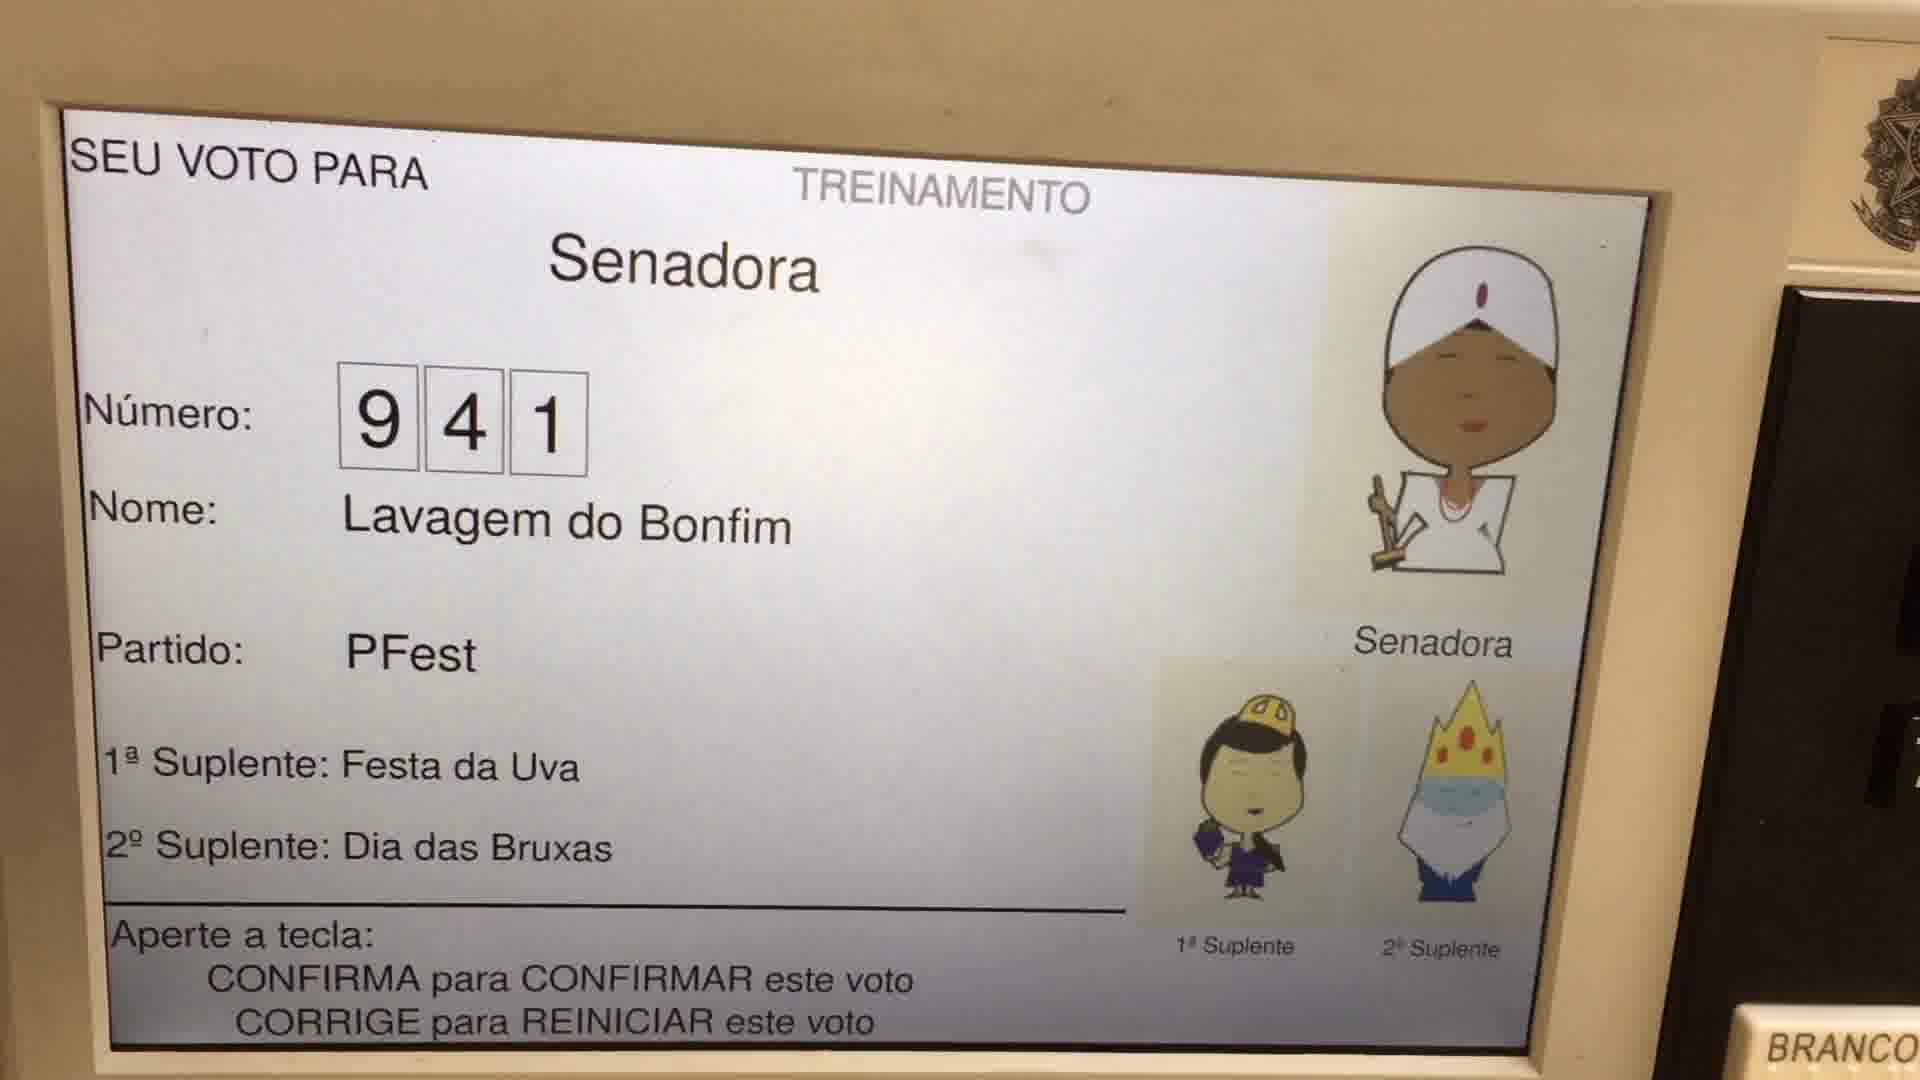 SEU VOTO PARA
TREINAMENTO
Senadora
Número: 9 4 1
Nome: Lavagem do Bonfim
Partido: PFest
1ª Suplente: Festa da Uva
2º Suplente: Dia das Bruxas
Senadora
1ª Suplente
2º Suplente
Aperte a tecla:
CONFIRMA para CONFIRMAR este voto
CORRIGE para REINICIAR este voto
BRANCO